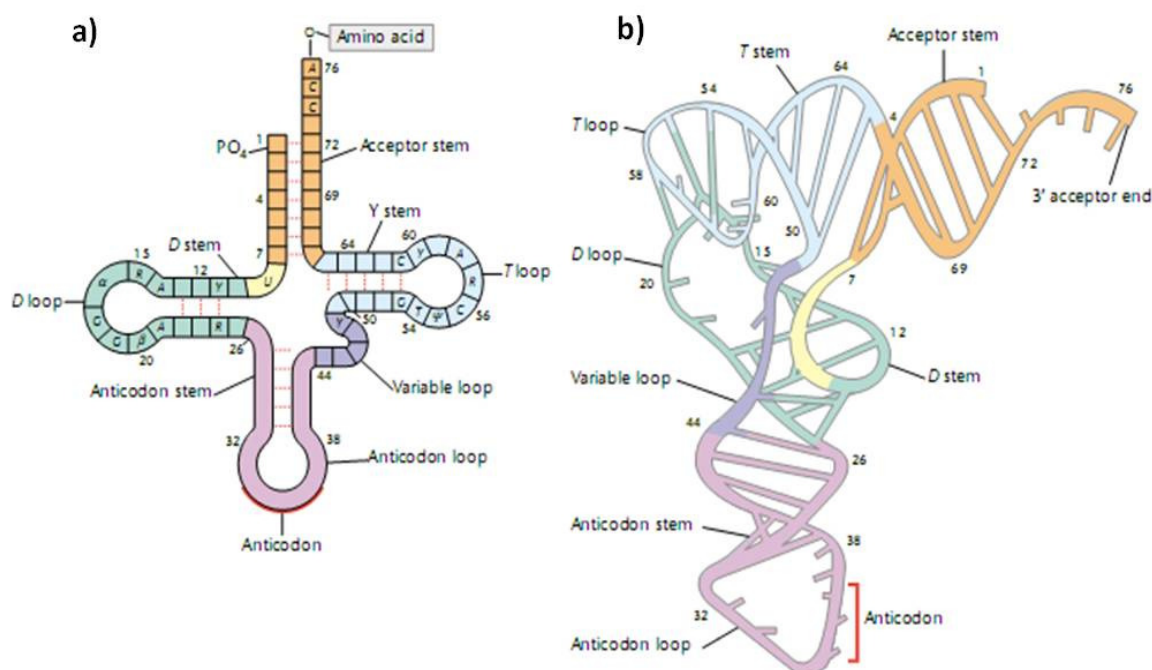 a)
Amino acid
A
C
C
76
1
PO4
72
Acceptor stem
4
69
Y stem
D stem
7
64
60
15
12
U
C
Y
A
α
R
A
Y
R
T loop
D loop
G
G
β
A
R
G
T
Ψ
C
56
50
54
Y
20
26
44
Variable loop
Anticodon stem
32
38
Anticodon loop
Anticodon
b)
Acceptor stem
T stem
64
1
76
54
4
T loop
72
58
3' acceptor end
60
50
15
69
D loop
7
20
12
D stem
Variable loop
44
26
Anticodon stem
38
32
Anticodon
Anticodon loop